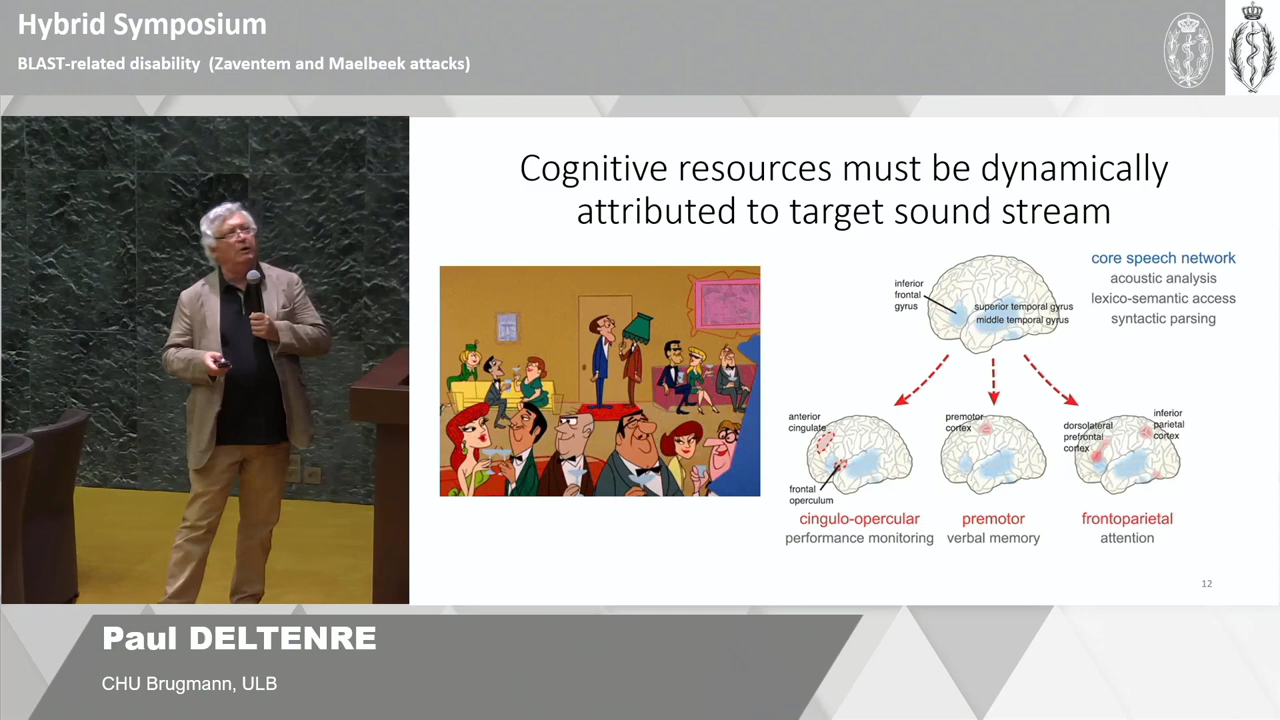 Hybrid Symposium
BLAST-related disability (Zaventem and Maelbeek attacks)
Cognitive resources must be dynamically
attributed to target sound stream
core speech network
acoustic analysis
lexico-semantic access
syntactic parsing
inferior
frontal
gyrus
superior temporal gyrus
middle temporal gyrus
anterior
cingulate
frontal
operculum
cingulo-opercular
performance monitoring
premotor
cortex
premotor
verbal memory
dorsolateral
prefrontal
cortex
inferior
parietal
cortex
frontoparietal
attention
12
Paul DELTENRE
CHU Brugmann, ULB